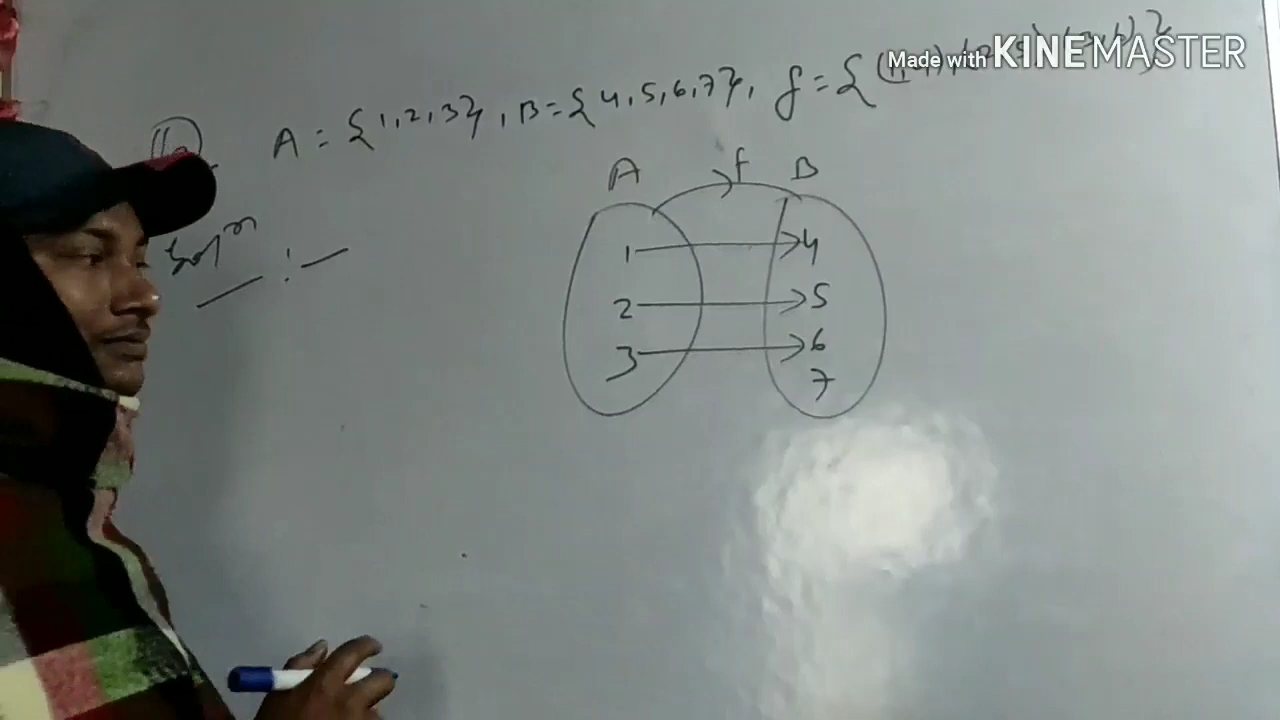 A = {1, 2, 3}, B = {4, 5, 6, 7}, f = {(1, 4), (2, 5), (3, 6)}
Made with KINEMASTER
Solⁿ :-
A f B
1 4
2 5
3 6
7